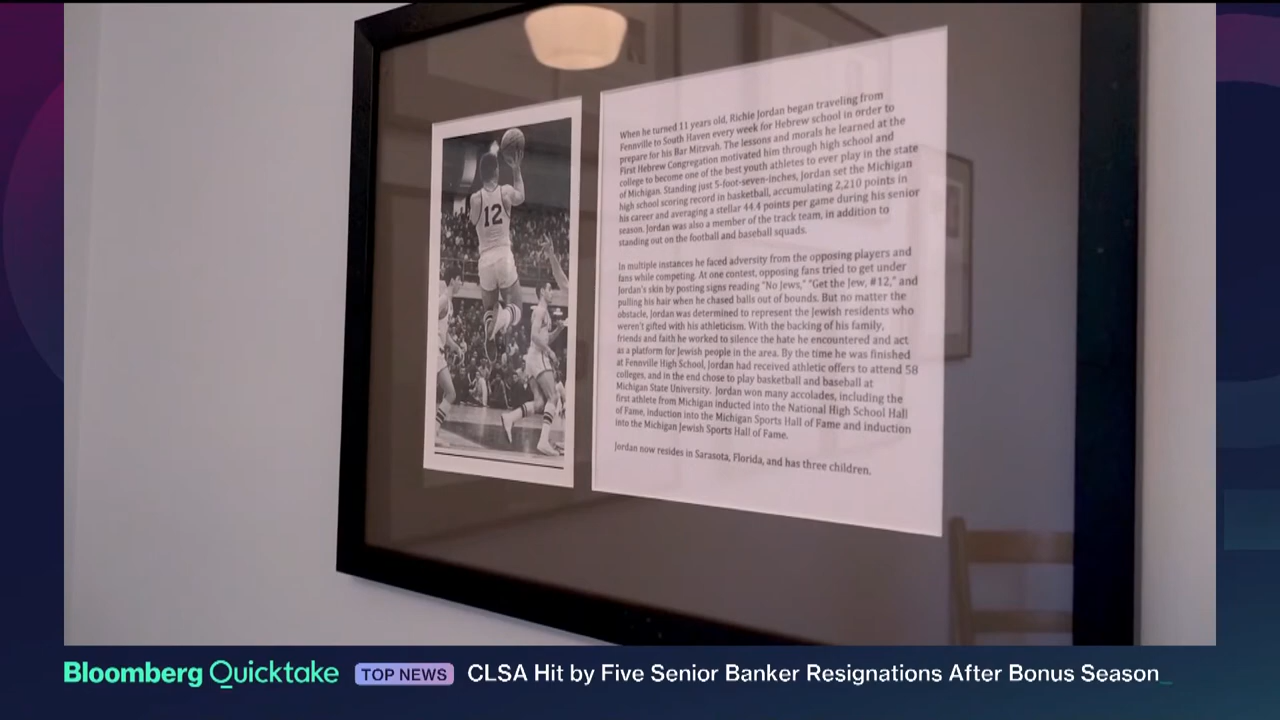 12
When he turned 11 years old, Richie Jordan began traveling from
Fennville to South Haven every week for Hebrew school in order to
prepare for his Bar Mitzvah. The lessons and morals he learned at the
First Hebrew Congregation motivated him through high school and
college to become one of the best youth athletes to ever play in the state
of Michigan. Standing just 5-foot-seven-inches, Jordan set the Michigan
high school scoring record in basketball, accumulating 2,210 points in
his career and averaging a stellar 44.4 points per game during his senior
season. Jordan was also a member of the track team, in addition to
standing out on the football and baseball squads.
In multiple instances he faced adversity from the opposing players and
fans while competing. At one contest, opposing fans tried to get under
Jordan's skin by posting signs reading "No Jews," "Get the Jew, #12," and
pulling his hair when he chased balls out of bounds. But no matter the
obstacle, Jordan was determined to represent the Jewish residents who
weren't gifted with his athleticism. With the backing of his family,
friends and faith he worked to silence the hate he encountered and act
as a platform for Jewish people in the area. By the time he was finished
at Fennville High School, Jordan had received athletic offers to attend 58
colleges, and in the end chose to play basketball and baseball at
Michigan State University. Jordan won many accolades, including the
first athlete from Michigan inducted into the National High School Hall
of Fame, induction into the Michigan Sports Hall of Fame and induction
into the Michigan Jewish Sports Hall of Fame.
Jordan now resides in Sarasota, Florida, and has three children.
Bloomberg Quicktake TOP NEWS CLSA Hit by Five Senior Banker Resignations After Bonus Season_